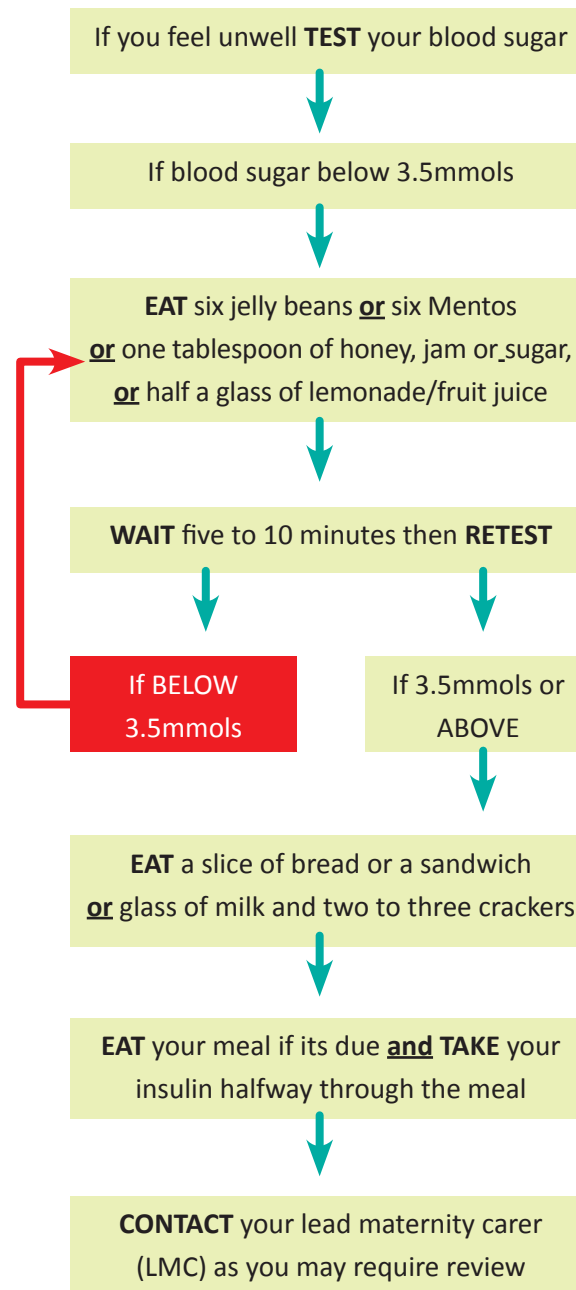 If you feel unwell TEST your blood sugar
If blood sugar below 3.5mmols
EAT six jelly beans or six Mentos
or one tablespoon of honey, jam or sugar,
or half a glass of lemonade/fruit juice
WAIT five to 10 minutes then RETEST
If BELOW
3.5mmols
If 3.5mmols or
ABOVE
EAT a slice of bread or a sandwich
or glass of milk and two to three crackers
EAT your meal if its due and TAKE your
insulin halfway through the meal
CONTACT your lead maternity carer
(LMC) as you may require review